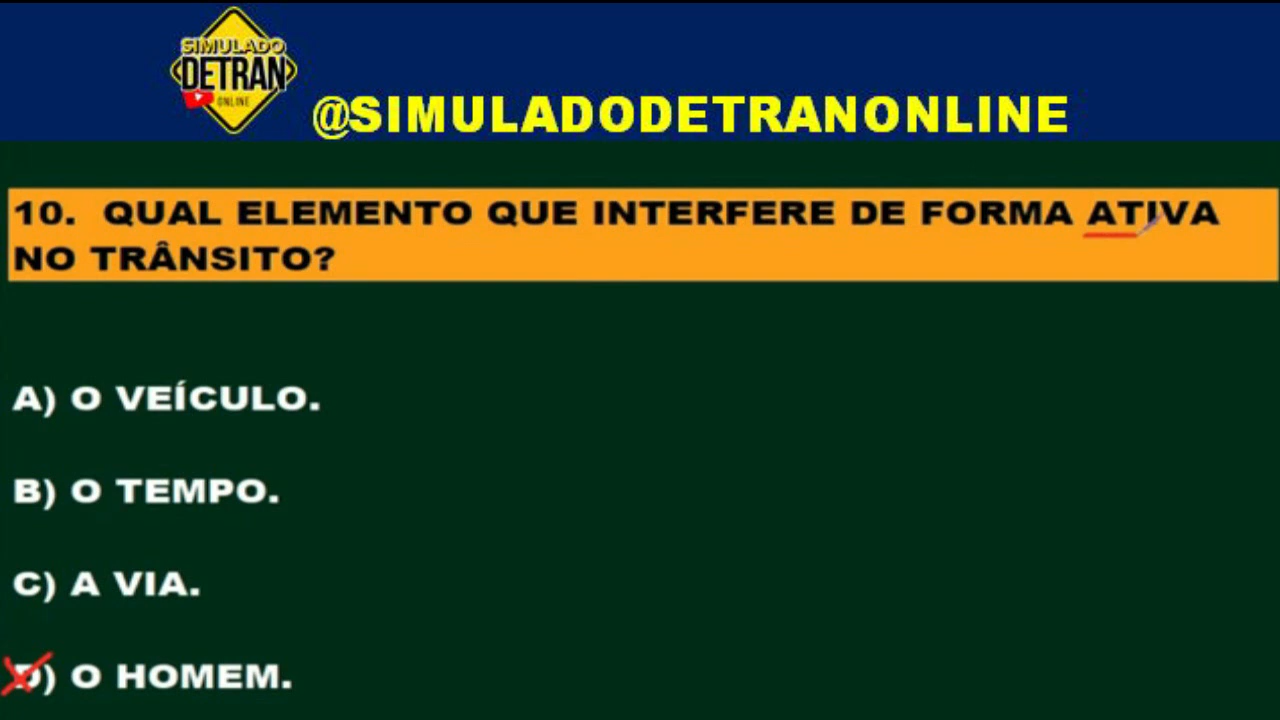 SIMULADO
DETRAN
ONLINE
@SIMULADODETRANONLINE
10. QUAL ELEMENTO QUE INTERFERE DE FORMA ATIVA
NO TRÂNSITO?
A) O VEÍCULO.
B) O TEMPO.
C) A VIA.
D) O HOMEM.